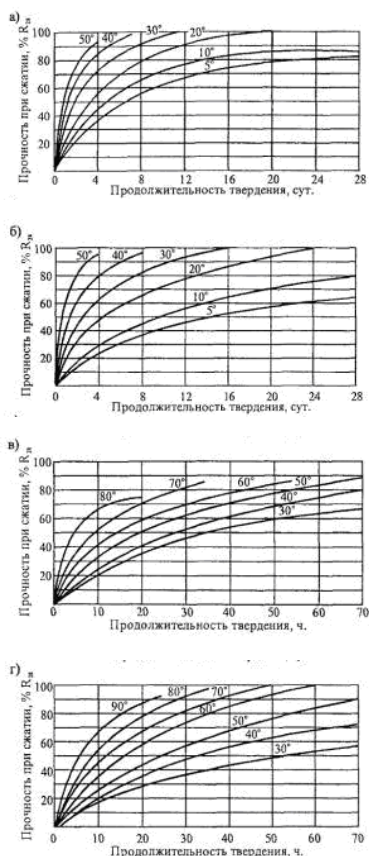 а)
Прочность при сжатии, % R₂₈
100
80
60
40
20
50° 40° 30° 20° 10° 5°
0 4 8 12 16 20 24 28
Продолжительность твердения, сут.
б)
Прочность при сжатии, % R₂₈
100
80
60
40
20
50° 40° 30° 20° 10° 5°
0 4 8 12 16 20 24 28
Продолжительность твердения, сут.
в)
Прочность при сжатии, % R₂₈
100
80
60
40
20
80° 70° 60° 50° 40° 30°
0 10 20 30 40 50 60 70
Продолжительность твердения, ч.
г)
Прочность при сжатии, % R₂₈
100
80
60
40
20
90° 80° 70° 60° 50° 40° 30°
0 10 20 30 40 50 60 70
Продолжительность твердения, ч.